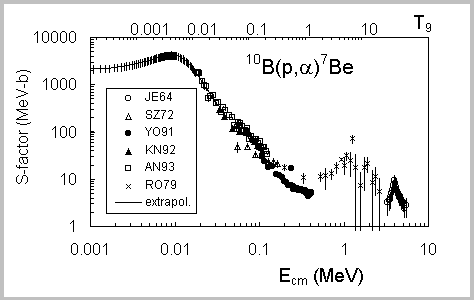 0.001 0.01 0.1 1 10 T9
10B(p,α)7Be
S-factor (MeV-b)
10000
1000
100
10
1
JE64
SZ72
YO91
KN92
AN93
RO79
extrapol.
0.001 0.01 0.1 1 10
Ecm (MeV)